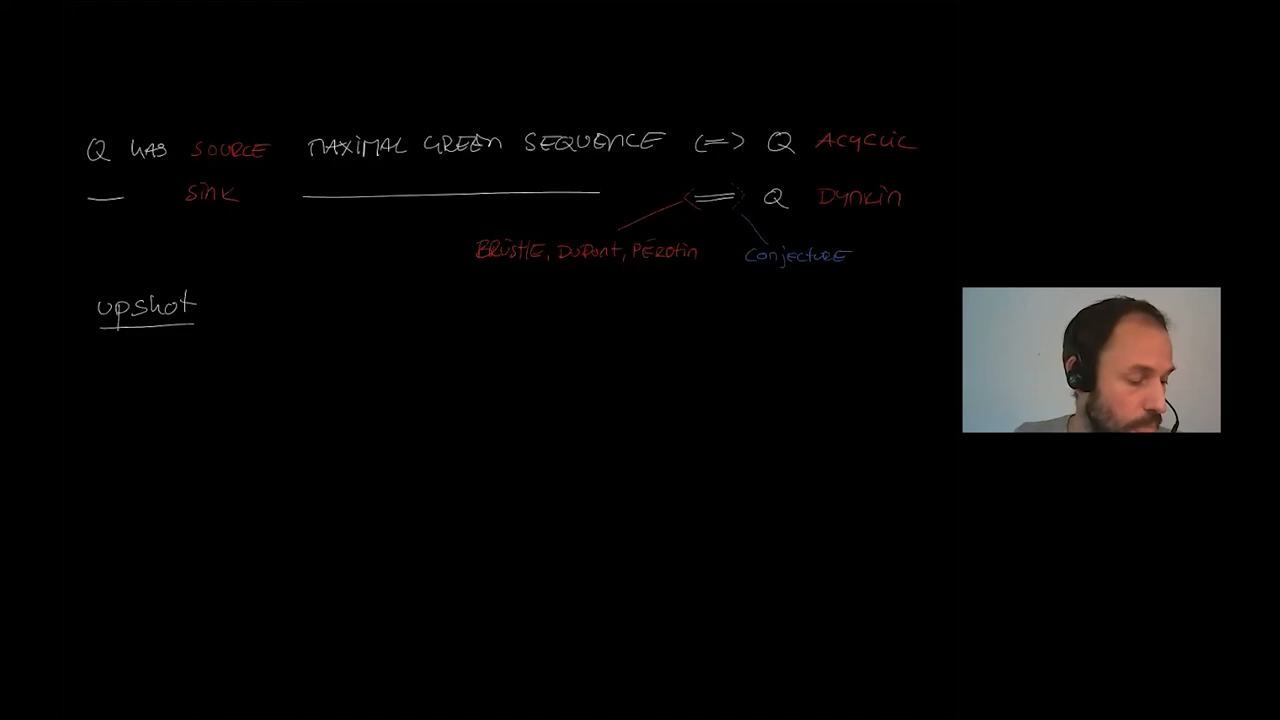 Q HAS SOURCE MAXIMAL GREEN SEQUENCE <=> Q ACYCLIC
— SINK ——— <=> Q DYNKIN
BRÜSTLE, DUPONT, PÉROTIN CONJECTURE
UPSHOT